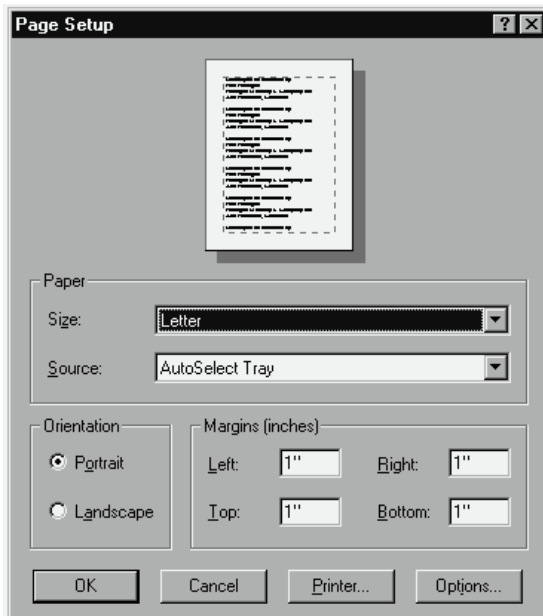 Page Setup
Paper
Size: Letter
Source: AutoSelect Tray
Orientation
Portrait
Landscape
Margins (inches)
Left: 1" Right: 1"
Top: 1" Bottom: 1"
OK Cancel Printer... Options...